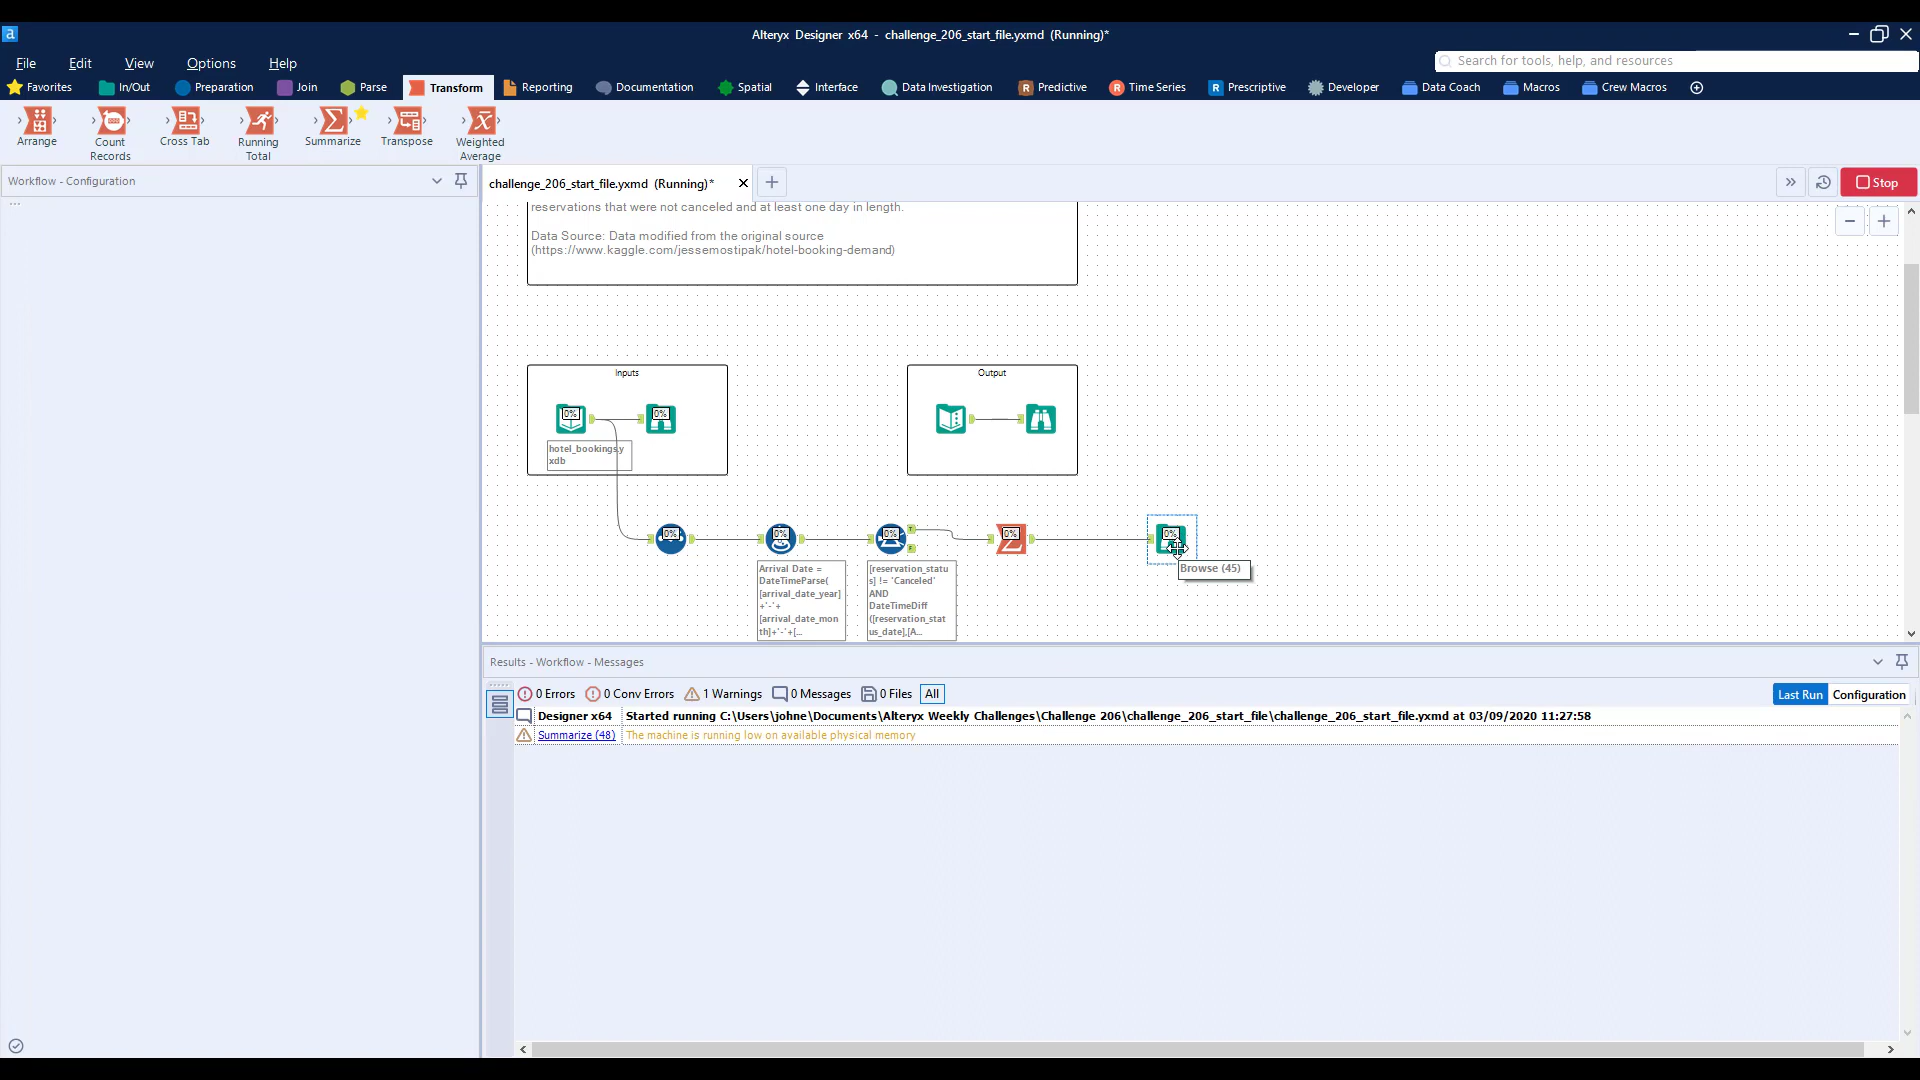 a
Alteryx Designer x64 - challenge_206_start_file.yxmd (Running)*
File Edit View Options Help
Search for tools, help, and resources
Favorites In/Out Preparation Join Parse Transform Reporting Documentation Spatial Interface Data Investigation Predictive Time Series Prescriptive Developer Data Coach Macros Crew Macros
Arrange
Count
Records
Cross Tab
Running
Total
Summarize
Transpose
Weighted
Average
Workflow - Configuration
challenge_206_start_file.yxmd (Running)*
Stop
reservations that were not canceled and at least one day in length.
Data Source: Data modified from the original source
(https://www.kaggle.com/jessemostipak/hotel-booking-demand)
Inputs
Output
0%
0%
hotel_bookings.y
xdb
0%
0%
0%
0%
0%
Browse (45)
Arrival Date =
DateTimeParse(
[arrival_date_year]
+'-'+
[arrival_date_mon
th]+'-'+[...
[reservation_statu
s] != 'Canceled'
AND
DateTimeDiff
([reservation_stat
us_date],[A...
Results - Workflow - Messages
0 Errors 0 Conv Errors 1 Warnings 0 Messages 0 Files All
Last Run Configuration
Designer x64 Started running C:\Users\johne\Documents\Alteryx Weekly Challenges\Challenge 206\challenge_206_start_file\challenge_206_start_file.yxmd at 03/09/2020 11:27:58
Summarize (48) The machine is running low on available physical memory